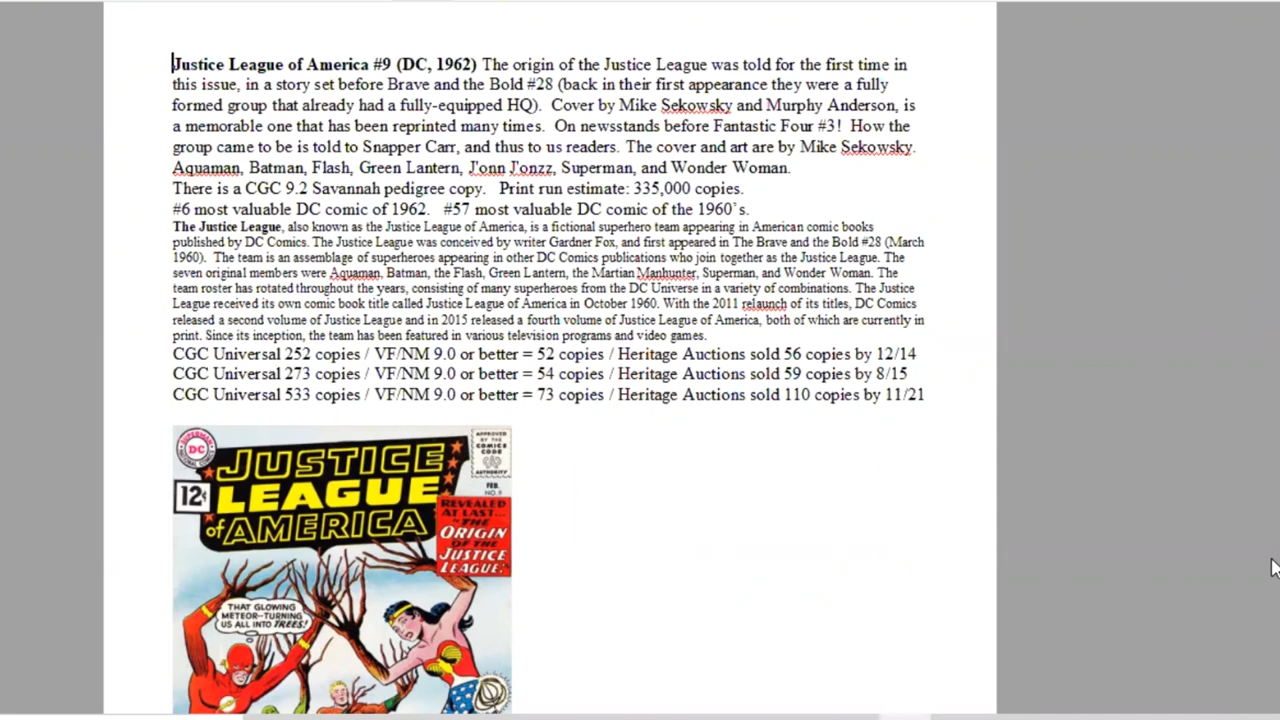 Justice League of America #9 (DC, 1962) The origin of the Justice League was told for the first time in
this issue, in a story set before Brave and the Bold #28 (back in their first appearance they were a fully
formed group that already had a fully-equipped HQ).  Cover by Mike Sekowsky and Murphy Anderson, is
a memorable one that has been reprinted many times.  On newsstands before Fantastic Four #3!  How the
group came to be is told to Snapper Carr, and thus to us readers. The cover and art are by Mike Sekowsky.
Aquaman, Batman, Flash, Green Lantern, J'onn J'onzz, Superman, and Wonder Woman.
There is a CGC 9.2 Savannah pedigree copy.   Print run estimate: 335,000 copies.
#6 most valuable DC comic of 1962.   #57 most valuable DC comic of the 1960's.
The Justice League, also known as the Justice League of America, is a fictional superhero team appearing in American comic books
published by DC Comics. The Justice League was conceived by writer Gardner Fox, and first appeared in The Brave and the Bold #28 (March
1960).  The team is an assemblage of superheroes appearing in other DC Comics publications who join together as the Justice League. The
seven original members were Aquaman, Batman, the Flash, Green Lantern, the Martian Manhunter, Superman, and Wonder Woman. The
team roster has rotated throughout the years, consisting of many superheroes from the DC Universe in a variety of combinations. The Justice
League received its own comic book title called Justice League of America in October 1960. With the 2011 relaunch of its titles, DC Comics
released a second volume of Justice League and in 2015 released a fourth volume of Justice League of America, both of which are currently in
print. Since its inception, the team has been featured in various television programs and video games.
CGC Universal 252 copies / VF/NM 9.0 or better = 52 copies / Heritage Auctions sold 56 copies by 12/14
CGC Universal 273 copies / VF/NM 9.0 or better = 54 copies / Heritage Auctions sold 59 copies by 8/15
CGC Universal 533 copies / VF/NM 9.0 or better = 73 copies / Heritage Auctions sold 110 copies by 11/21
SUPERMAN
DC
NATIONAL COMICS
APPROVED
BY THE
COMICS
CODE
AUTHORITY
JUSTICE
LEAGUE
of AMERICA
12¢
FEB.
NO. 9
REVEALED
AT LAST...
"THE
ORIGIN
OF THE
JUSTICE
LEAGUE!"
THAT GLOWING
METEOR--TURNING
US ALL INTO TREES!